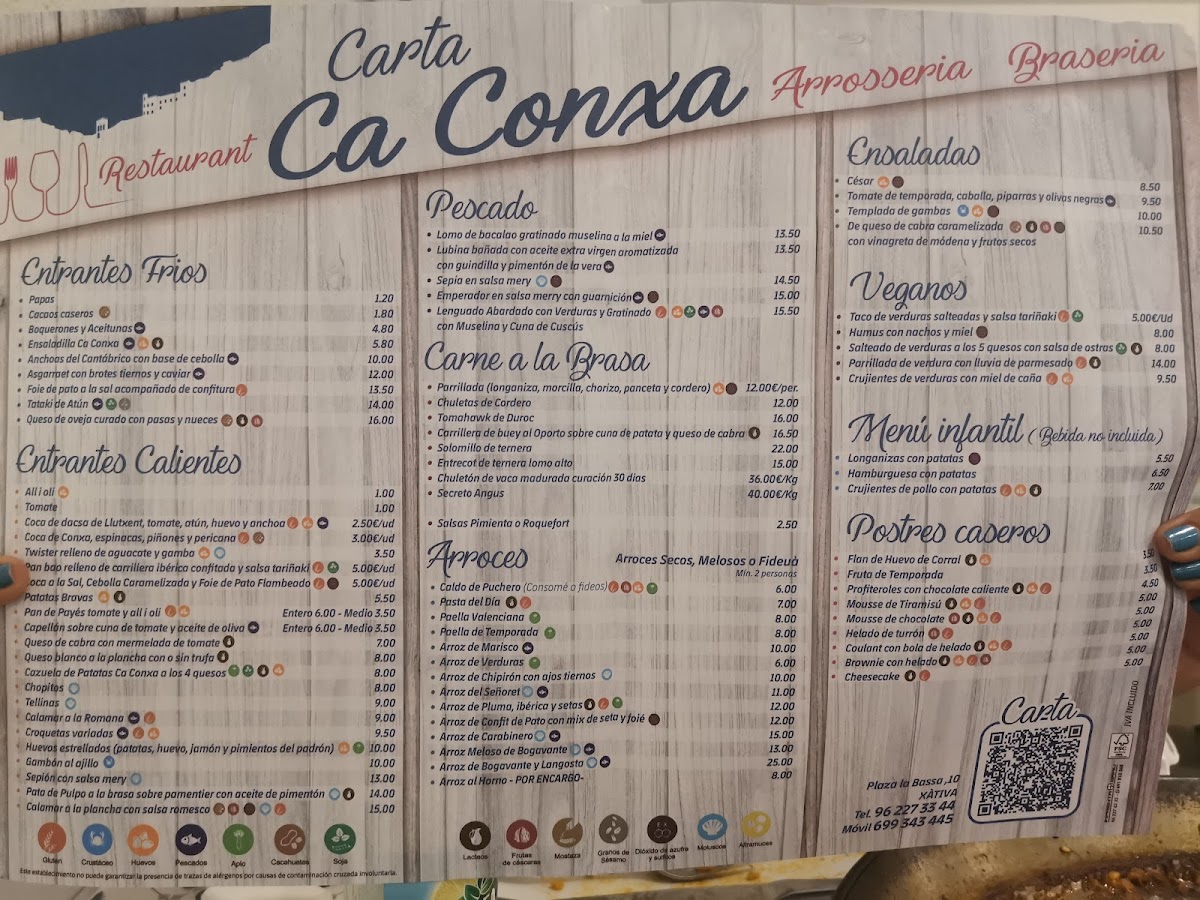 Carta
Restaurant Ca Conxa Arrosseria Braseria
Entrantes Frios
Papas 1.20
Cacaos caseros 1.80
Boquerones y Aceitunas 4.80
Ensaladilla Ca Conxa 5.80
Anchoas del Cantábrico con base de cebolla 10.00
Asgarret con brotes tiernos y caviar 12.00
Foie de pato a la sal acompañado de confitura 13.50
Tataki de Atún 14.00
Queso de oveja curado con pasas y nueces 16.00
Entrantes Calientes
All i oli 1.00
Tomate 1.00
Coca de dacsa de Llutxent, tomate, atún, huevo y anchoa 2.50€/ud
Coca de Conxa, espinacas, piñones y pericana 3.00€/ud
Twister relleno de aguacate y gamba 3.50
Pan bao relleno de carrillera ibérica confitada y salsa tariñaki 5.00€/ud
Coca a la Sal, Cebolla Caramelizada y Foie de Pato Flambeado 5.00€/ud
Patatas Bravas 5.50
Pan de Payés tomate y all i oli Entero 6.00 - Medio 3.50
Capellán sobre cuna de tomate y aceite de oliva Entero 6.00 - Medio 3.50
Queso de cabra con mermelada de tomate 7.00
Queso blanco a la plancha con o sin trufa 8.00
Cazuela de Patatas Ca Conxa a los 4 quesos 8.00
Chopitos 8.00
Tellinas 9.00
Calamar a la Romana 9.00
Croquetas variadas 9.50
Huevos estrellados (patatas, huevo, jamón y pimientos del padrón) 10.00
Gambón al ajillo 10.00
Sepión con salsa mery 13.00
Pata de Pulpo a la brasa sobre parmentier con aceite de pimentón 14.00
Calamar a la plancha con salsa romesco 15.00
Gluten Crustáceo Huevos Pescados Apio Cacahuetes Soja
Este establecimiento no puede garantizar la presencia de trazas de alérgenos por causas de contaminación cruzada involuntaria.
Pescado
Lomo de bacalao gratinado muselina a la miel 13.50
Lubina bañada con aceite extra virgen aromatizada 13.50
con guindilla y pimentón de la vera
Sepia en salsa mery 14.50
Emperador en salsa merry con guarnición 15.00
Lenguado Abardado con Verduras y Gratinado 15.50
con Muselina y Cuna de Cuscús
Carne a la Brasa
Parrillada (longaniza, morcilla, chorizo, panceta y cordero) 12.00€/per.
Chuletas de Cordero 12.00
Tomahawk de Duroc 16.00
Carrillera de buey al Oporto sobre cuna de patata y queso de cabra 16.50
Solomillo de ternera 22.00
Entrecot de ternera lomo alto 15.00
Chuletón de vaca madurada curación 30 dias 36.00€/Kg
Secreto Angus 40.00€/Kg
Salsas Pimienta o Roquefort 2.50
Arroces Arroces Secos, Melosos o Fideuà
Min. 2 personas
Caldo de Puchero (Consomé o fideos) 6.00
Pasta del Día 7.00
Paella Valenciana 8.00
Paella de Temporada 8.00
Arroz de Marisco 10.00
Arroz de Verduras 6.00
Arroz de Chipirón con ajos tiernos 10.00
Arroz del Señoret 11.00
Arroz de Pluma, ibérica y setas 12.00
Arroz de Confit de Pato con mix de seta y foié 12.00
Arroz de Carabinero 15.00
Arroz Meloso de Bogavante 13.00
Arroz de Bogavante y Langosta 25.00
Arroz al Horno - POR ENCARGO- 8.00
Lacteos Frutas de cáscaras Mostaza Granos de Sésamo Dióxido de azufre y sulfitos Moluscos Altramuces
Ensaladas
César 8.50
Tomate de temporada, caballa, piparras y olivas negras 9.50
Templada de gambas 10.00
De queso de cabra caramelizada 10.50
con vinagreta de módena y frutos secos
Veganos
Taco de verduras salteadas y salsa tariñaki 5.00€/Ud
Humus con nachos y miel 8.00
Salteado de verduras a los 5 quesos con salsa de ostras 8.00
Parrillada de verdura con lluvia de parmesado 14.00
Crujientes de verduras con miel de caña 9.50
Menú infantil (Bebida no incluida)
Longanizas con patatas 5.50
Hamburguesa con patatas 6.50
Crujientes de pollo con patatas 7.00
Postres caseros
Flan de Huevo de Corral 3.50
Fruta de Temporada 3.50
Profiteroles con chocolate caliente 4.50
Mousse de Tiramisú 5.00
Mousse de chocolate 5.00
Helado de turrón 5.00
Coulant con bola de helado 5.00
Brownie con helado 5.00
Cheesecake 5.00
Carta
IVA INCLUIDO
Plaza la Bassa ,10
XÀTIVA
Tel. 96 227 33 44
Móvil 699 343 445